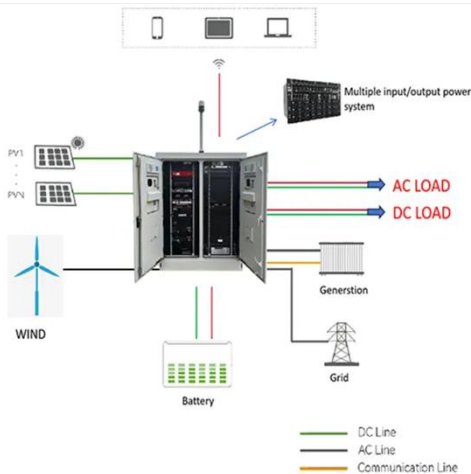 Multiple input/output power
system
PV1
PVN
AC LOAD
DC LOAD
WIND
Generstion
Battery
Grid
DC Line
AC Line
Communication Line